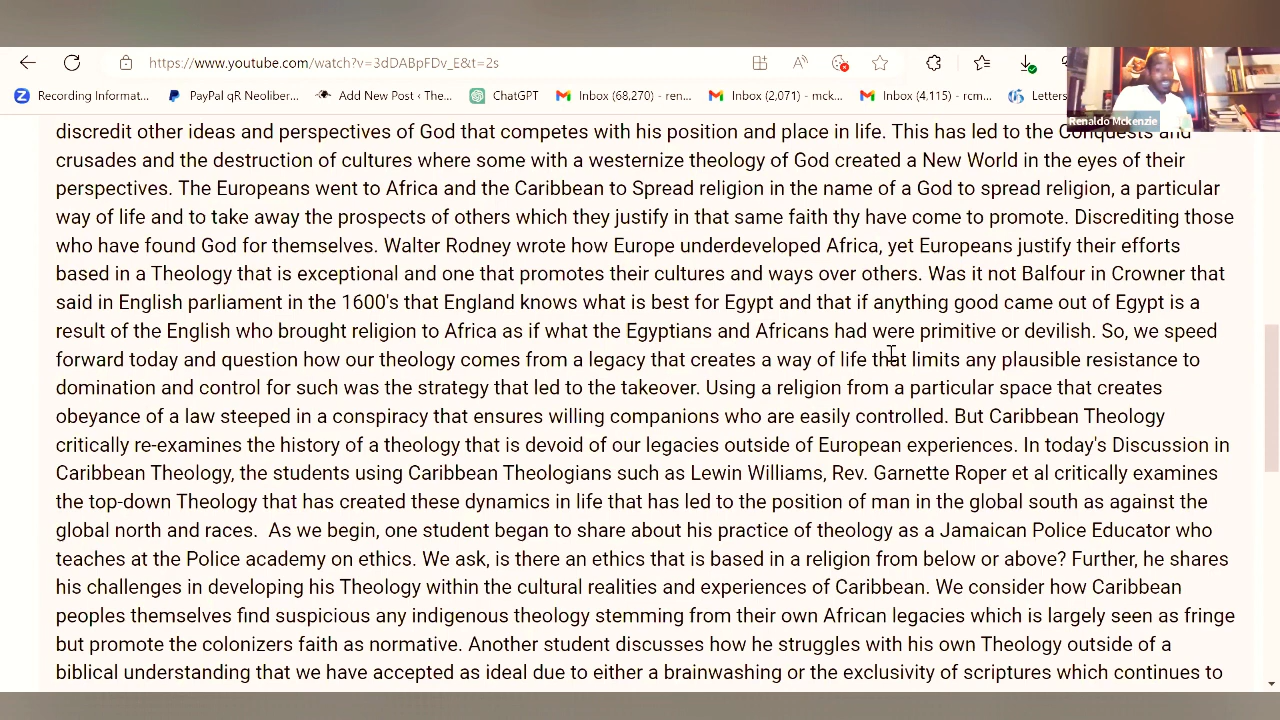 https://www.youtube.com/watch?v=3dDABpFDv_E&t=2s
Recording Informat... PayPal qR Neoliber... Add New Post ‹ The... ChatGPT Inbox (68,270) - ren... Inbox (2,071) - mck... Inbox (4,115) - rcm... Letters
Renaldo Mckenzie
discredit other ideas and perspectives of God that competes with his position and place in life. This has led to the Conquests and
crusades and the destruction of cultures where some with a westernize theology of God created a New World in the eyes of their
perspectives. The Europeans went to Africa and the Caribbean to Spread religion in the name of a God to spread religion, a particular
way of life and to take away the prospects of others which they justify in that same faith thy have come to promote. Discrediting those
who have found God for themselves. Walter Rodney wrote how Europe underdeveloped Africa, yet Europeans justify their efforts
based in a Theology that is exceptional and one that promotes their cultures and ways over others. Was it not Balfour in Crowner that
said in English parliament in the 1600's that England knows what is best for Egypt and that if anything good came out of Egypt is a
result of the English who brought religion to Africa as if what the Egyptians and Africans had were primitive or devilish. So, we speed
forward today and question how our theology comes from a legacy that creates a way of life that limits any plausible resistance to
domination and control for such was the strategy that led to the takeover. Using a religion from a particular space that creates
obeyance of a law steeped in a conspiracy that ensures willing companions who are easily controlled. But Caribbean Theology
critically re-examines the history of a theology that is devoid of our legacies outside of European experiences. In today's Discussion in
Caribbean Theology, the students using Caribbean Theologians such as Lewin Williams, Rev. Garnette Roper et al critically examines
the top-down Theology that has created these dynamics in life that has led to the position of man in the global south as against the
global north and races. As we begin, one student began to share about his practice of theology as a Jamaican Police Educator who
teaches at the Police academy on ethics. We ask, is there an ethics that is based in a religion from below or above? Further, he shares
his challenges in developing his Theology within the cultural realities and experiences of Caribbean. We consider how Caribbean
peoples themselves find suspicious any indigenous theology stemming from their own African legacies which is largely seen as fringe
but promote the colonizers faith as normative. Another student discusses how he struggles with his own Theology outside of a
biblical understanding that we have accepted as ideal due to either a brainwashing or the exclusivity of scriptures which continues to